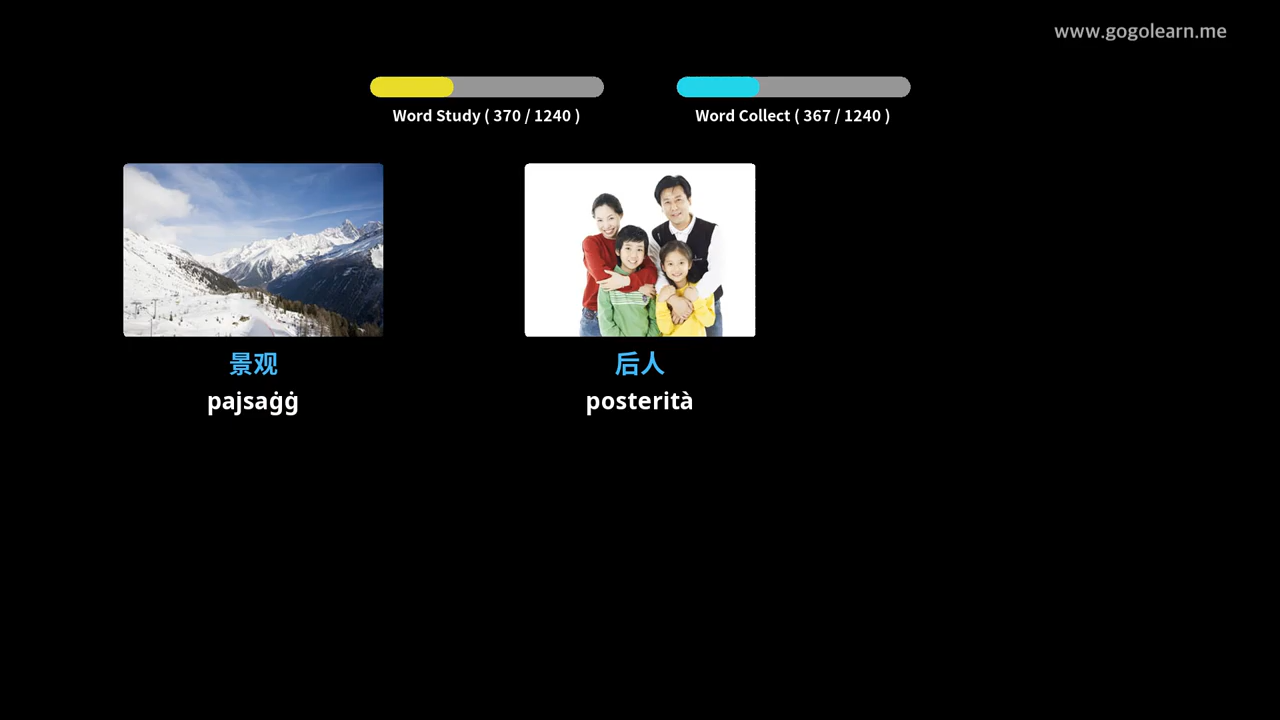 www.gogolearn.me
Word Study ( 370 / 1240 )
Word Collect ( 367 / 1240 )
景观
pajsaġġ
后人
posterità